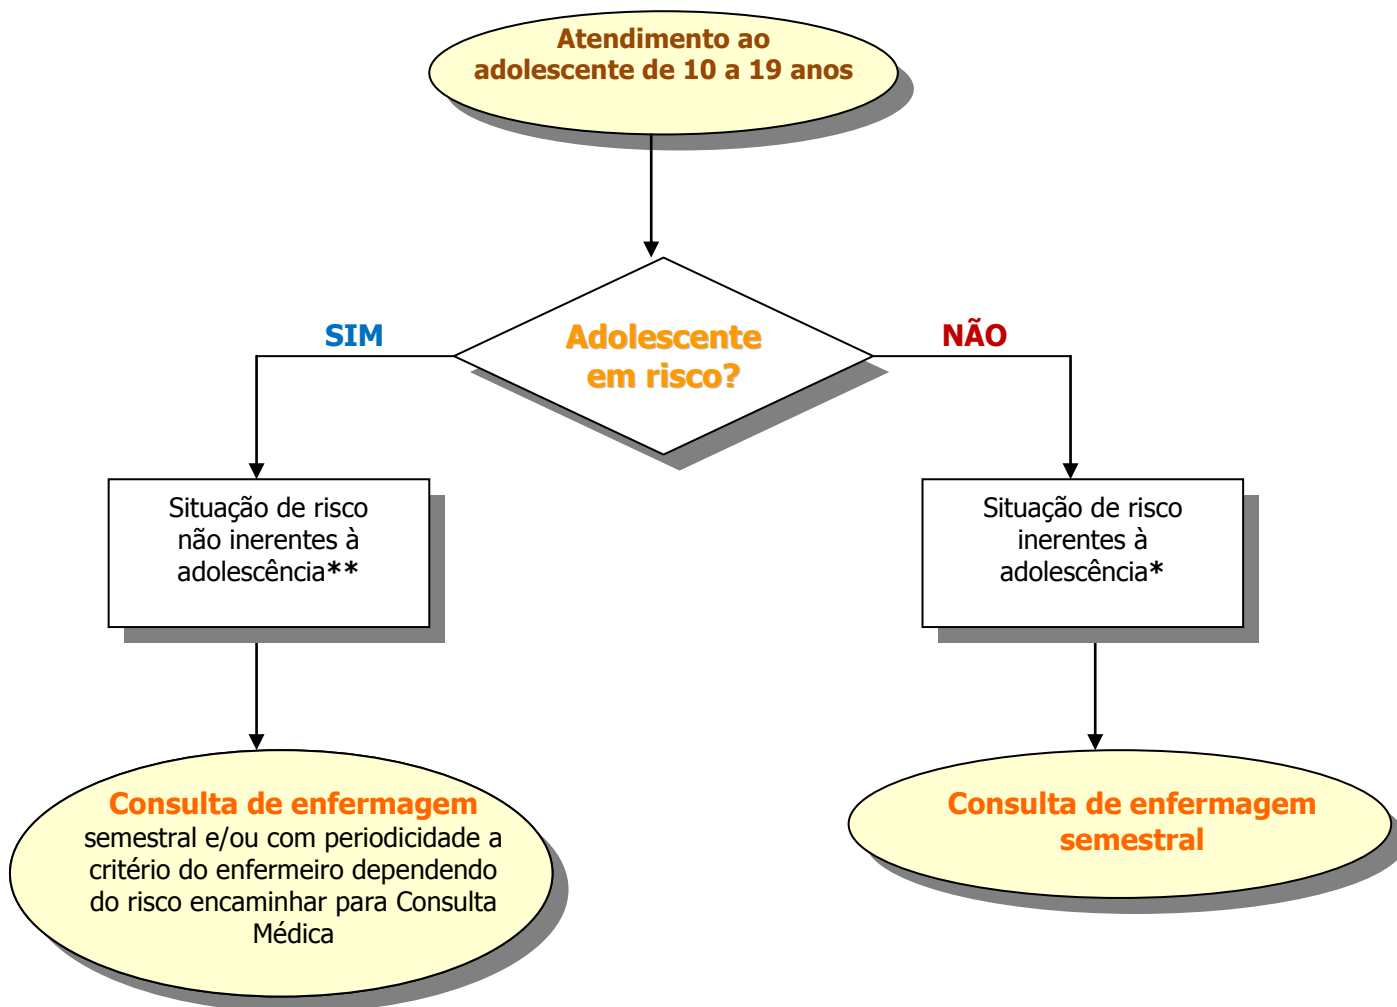 Atendimento ao
adolescente de 10 a 19 anos
SIM
NÃO
Adolescente
em risco?
Situação de risco
não inerentes à
adolescência**
Situação de risco
inerentes à
adolescência*
Consulta de enfermagem
semestral e/ou com periodicidade a
critério do enfermeiro dependendo
do risco encaminhar para Consulta
Médica
Consulta de enfermagem
semestral